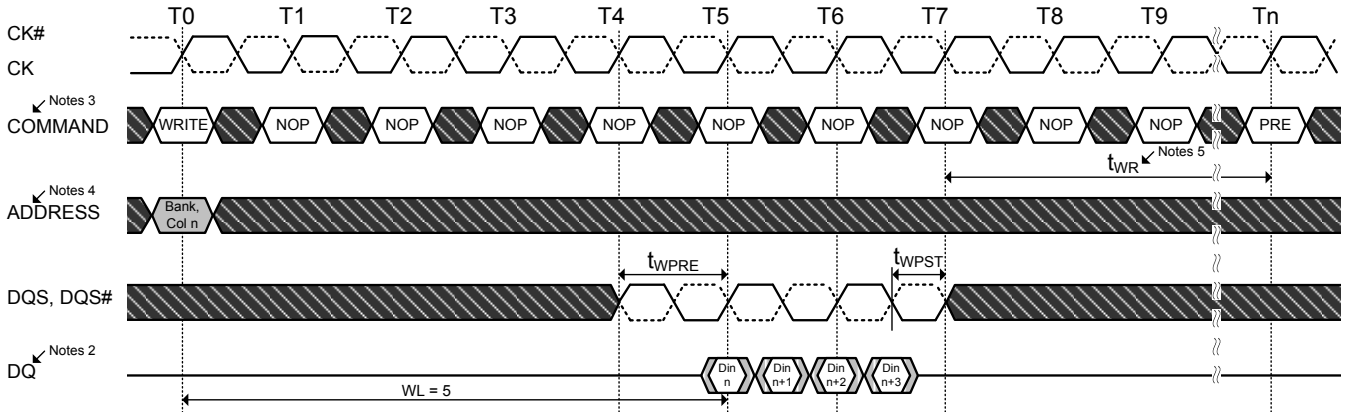 T0 T1 T2 T3 T4 T5 T6 T7 T8 T9 Tn
CK#
CK
Notes 3
COMMAND WRITE NOP NOP NOP NOP NOP NOP NOP NOP NOP PRE
tWR Notes 5
Notes 4
ADDRESS Bank,
Col n
tWPRE tWPST
DQS, DQS#
Notes 2
DQ
Din n Din n+1 Din n+2 Din n+3
WL = 5